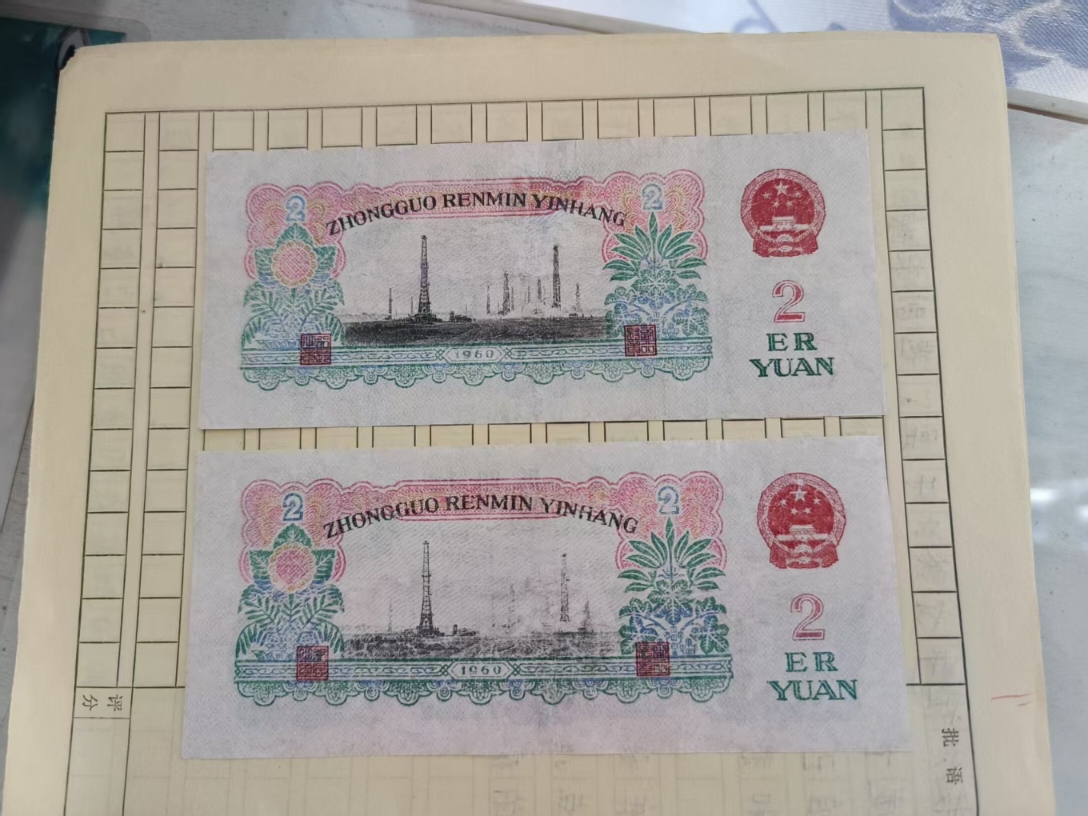 2
2
ZHONGGUO RENMIN YINHANG
1960
2
ER
YUAN
2
2
ZHONGGUO RENMIN YINHANG
1960
2
ER
YUAN
评分
批语